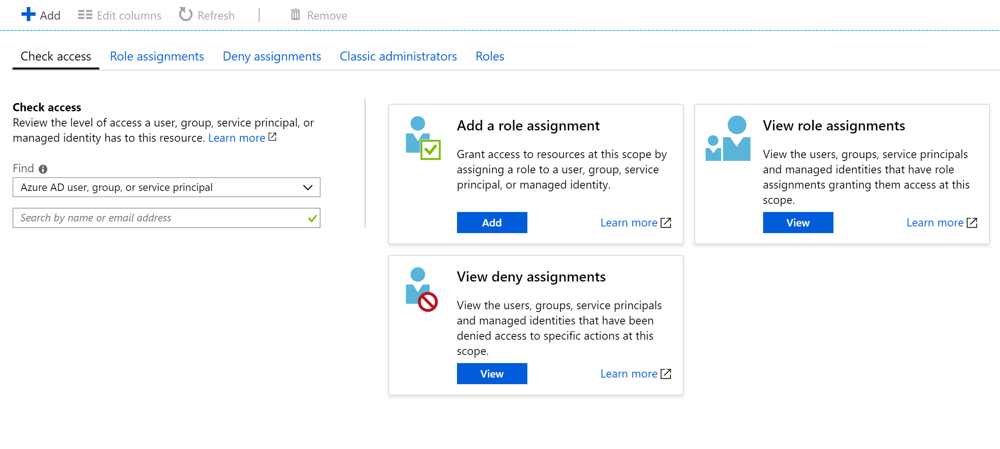 Add Edit columns Refresh Remove
Check access Role assignments Deny assignments Classic administrators Roles
Check access
Review the level of access a user, group, service principal, or
managed identity has to this resource. Learn more
Find
Azure AD user, group, or service principal
Search by name or email address
Add a role assignment
Grant access to resources at this scope by
assigning a role to a user, group, service
principal, or managed identity.
Add Learn more
View role assignments
View the users, groups, service principals
and managed identities that have role
assignments granting them access at this
scope.
View Learn more
View deny assignments
View the users, groups, service principals
and managed identities that have been
denied access to specific actions at this
scope.
View Learn more